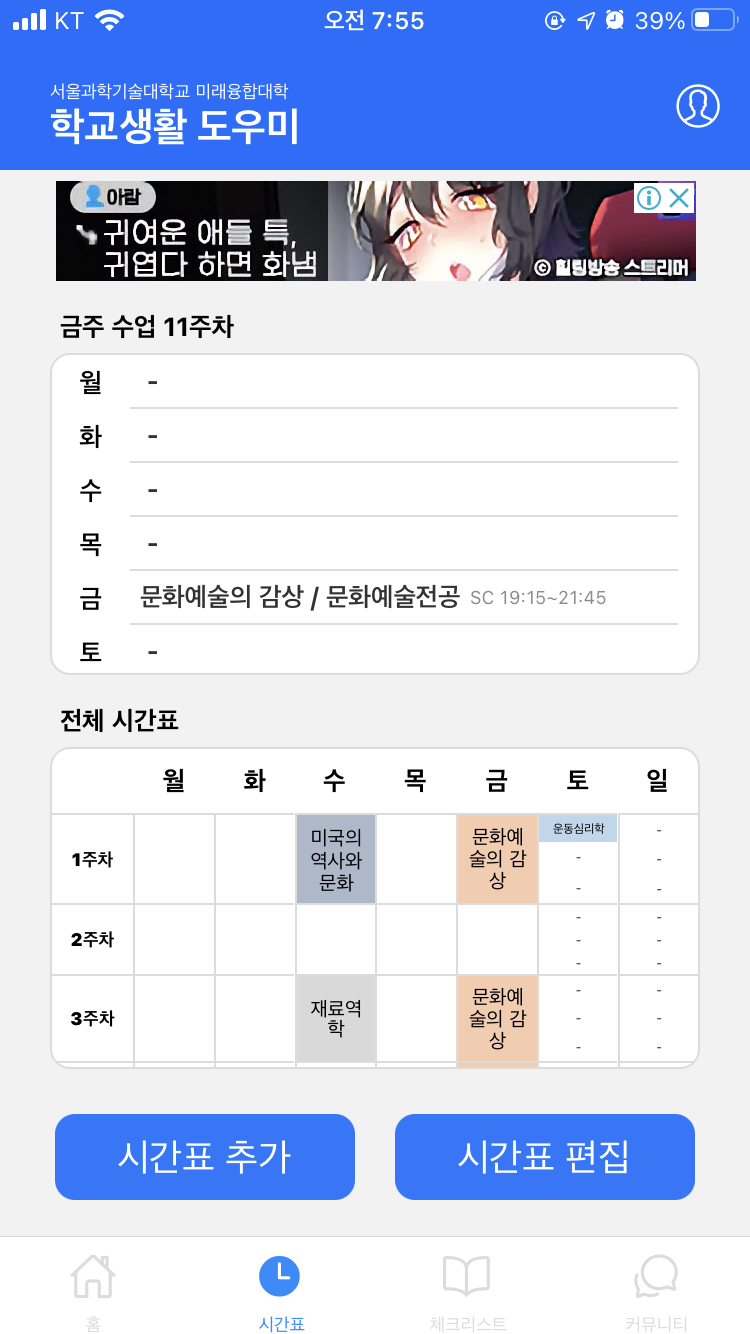 KT 오전 7:55 39%
서울과학기술대학교 미래융합대학
학교생활 도우미
아람
귀여운 애들 특,
귀엽다 하면 화냄
© 힐링방송 스트리머
금주 수업 11주차
월 -
화 -
수 -
목 -
금 문화예술의 감상 / 문화예술전공 SC 19:15~21:45
토 -
전체 시간표
월 화 수 목 금 토 일
1주차
미국의
역사와
문화
문화예
술의 감
상
운동심리학
-
-
-
-
-
2주차
-
-
-
-
-
-
3주차
재료역
학
문화예
술의 감
상
-
-
-
-
-
-
시간표 추가 시간표 편집
홈 시간표 체크리스트 커뮤니티